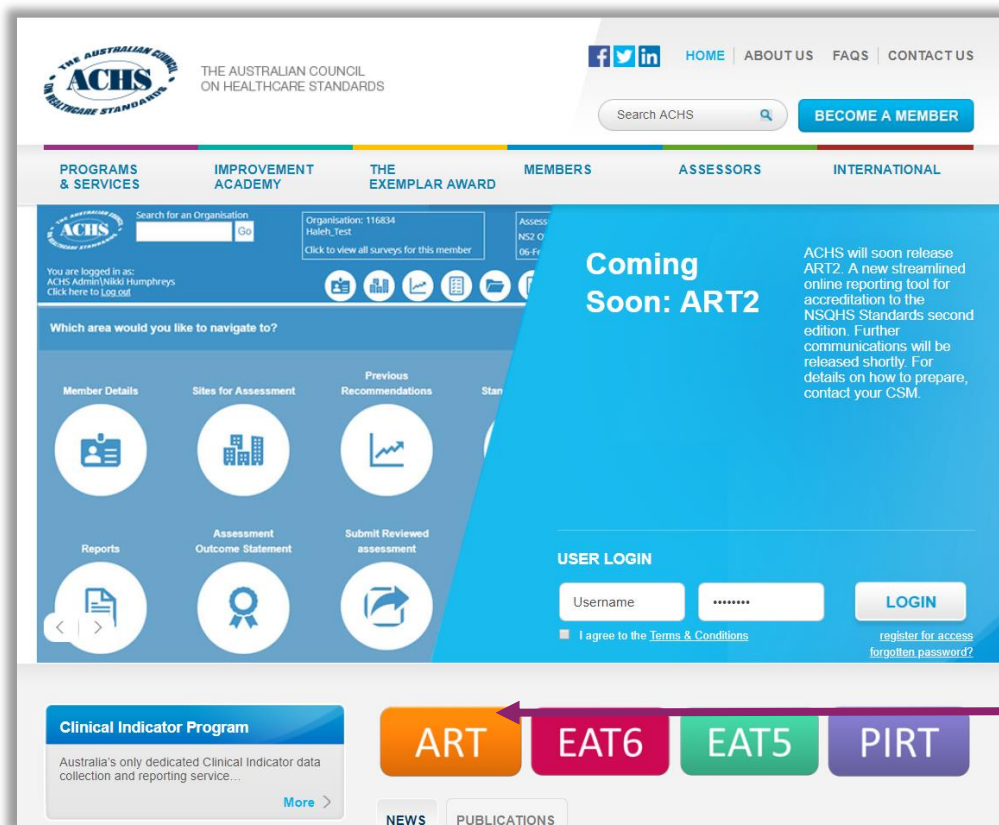 THE AUSTRALIAN COUNCIL
ACHS
ON HEALTHCARE STANDARDS
THE AUSTRALIAN COUNCIL
ON HEALTHCARE STANDARDS
HOME
ABOUT US
FAQS
CONTACT US
Search ACHS
BECOME A MEMBER
PROGRAMS
& SERVICES
IMPROVEMENT
ACADEMY
THE
EXEMPLAR AWARD
MEMBERS
ASSESSORS
INTERNATIONAL
ACHS
Search for an Organisation
Go
Organisation: 116834
Haleh_Test
Click to view all surveys for this member
Assess
NS2 O
You are logged in as:
ACHS Admin\Nikki Humphreys
Click here to Log out
Which area would you like to navigate to?
Member Details
Sites for Assessment
Previous
Recommendations
Stan
Reports
Assessment
Outcome Statement
Submit Reviewed
assessment
Coming
Soon: ART2
ACHS will soon release
ART2. A new streamlined
online reporting tool for
accreditation to the
NSQHS Standards second
edition. Further
communications will be
released shortly. For
details on how to prepare,
contact your CSM.
USER LOGIN
Username
••••••••
LOGIN
I agree to the Terms & Conditions
register for access
forgotten password?
Clinical Indicator Program
Australia's only dedicated Clinical Indicator data
collection and reporting service...
More
ART
EAT6
EAT5
PIRT
NEWS
PUBLICATIONS